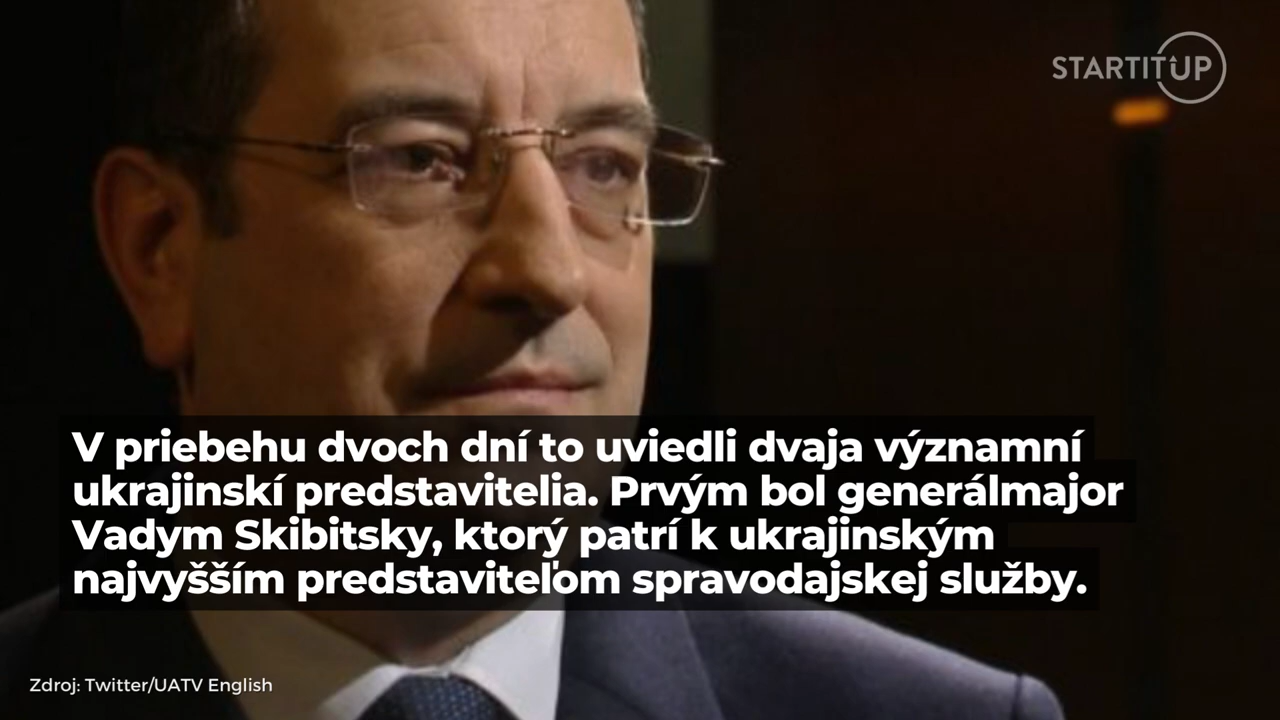 STARTITUP
V priebehu dvoch dní to uviedli dvaja významní
ukrajinskí predstavitelia. Prvým bol generálmajor
Vadym Skibitsky, ktorý patrí k ukrajinským
najvyšším predstaviteľom spravodajskej služby.
Zdroj: Twitter/UATV English